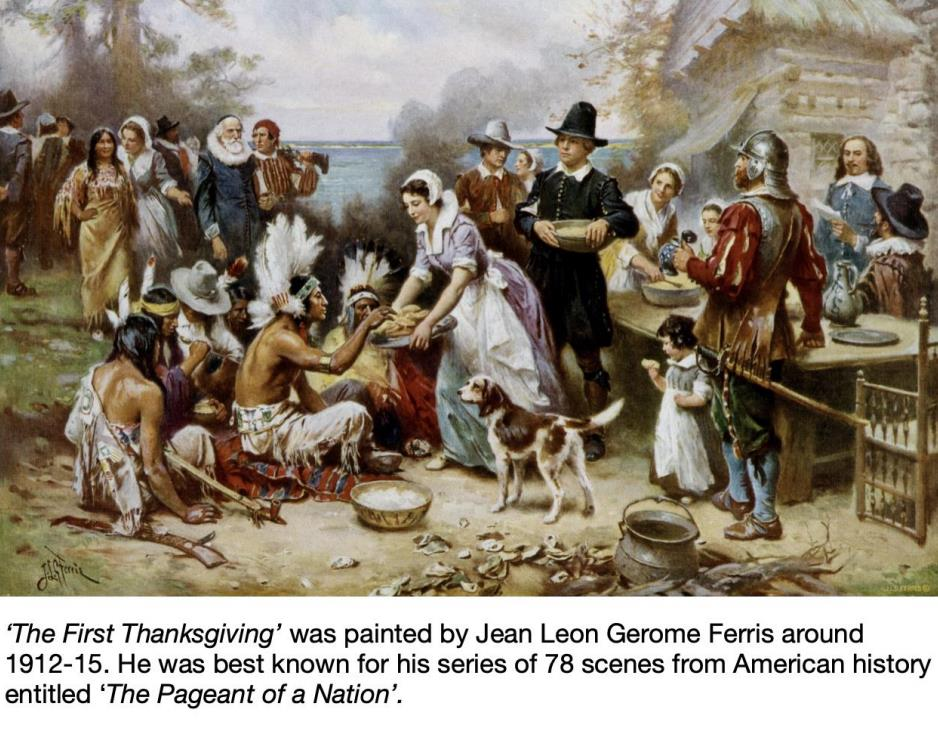 J.L.G. Ferris
'The First Thanksgiving' was painted by Jean Leon Gerome Ferris around
1912-15. He was best known for his series of 78 scenes from American history
entitled ‘The Pageant of a Nation’.